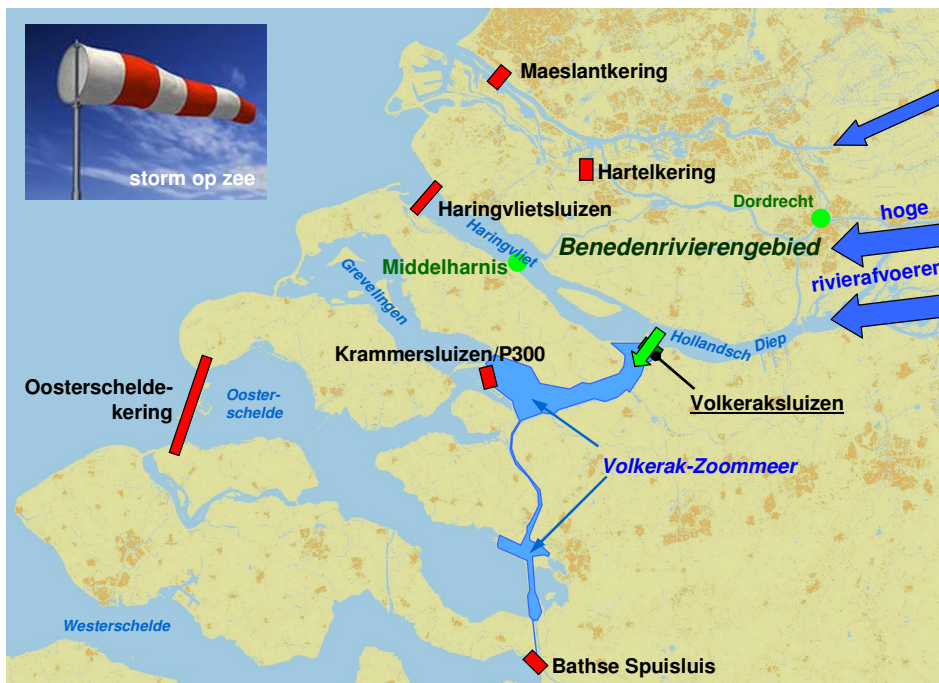 storm op zee
Maeslantkering
Hartelkering
Dordrecht
hoge
Haringvlietsluizen
Haringvliet
Benedenrivierengebied
Middelharnis
rivierafvoeren
Grevelingen
Hollandsch Diep
Krammersluizen/P300
Oosterschelde-
kering
Ooster-
schelde
Volkeraksluizen
Volkerak-Zoommeer
Westerschelde
Bathse Spuisluis